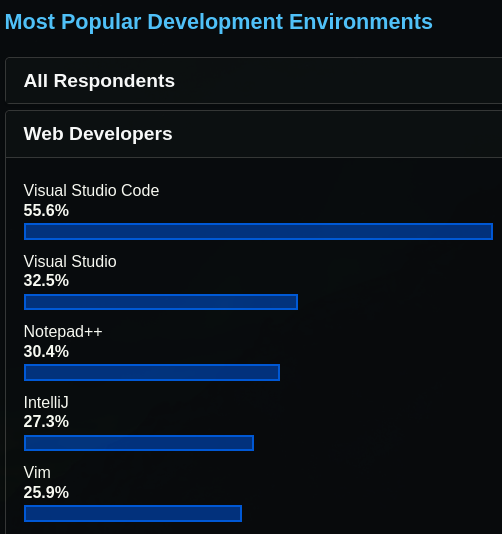 Most Popular Development Environments
All Respondents
Web Developers
Visual Studio Code
55.6%
Visual Studio
32.5%
Notepad++
30.4%
IntelliJ
27.3%
Vim
25.9%